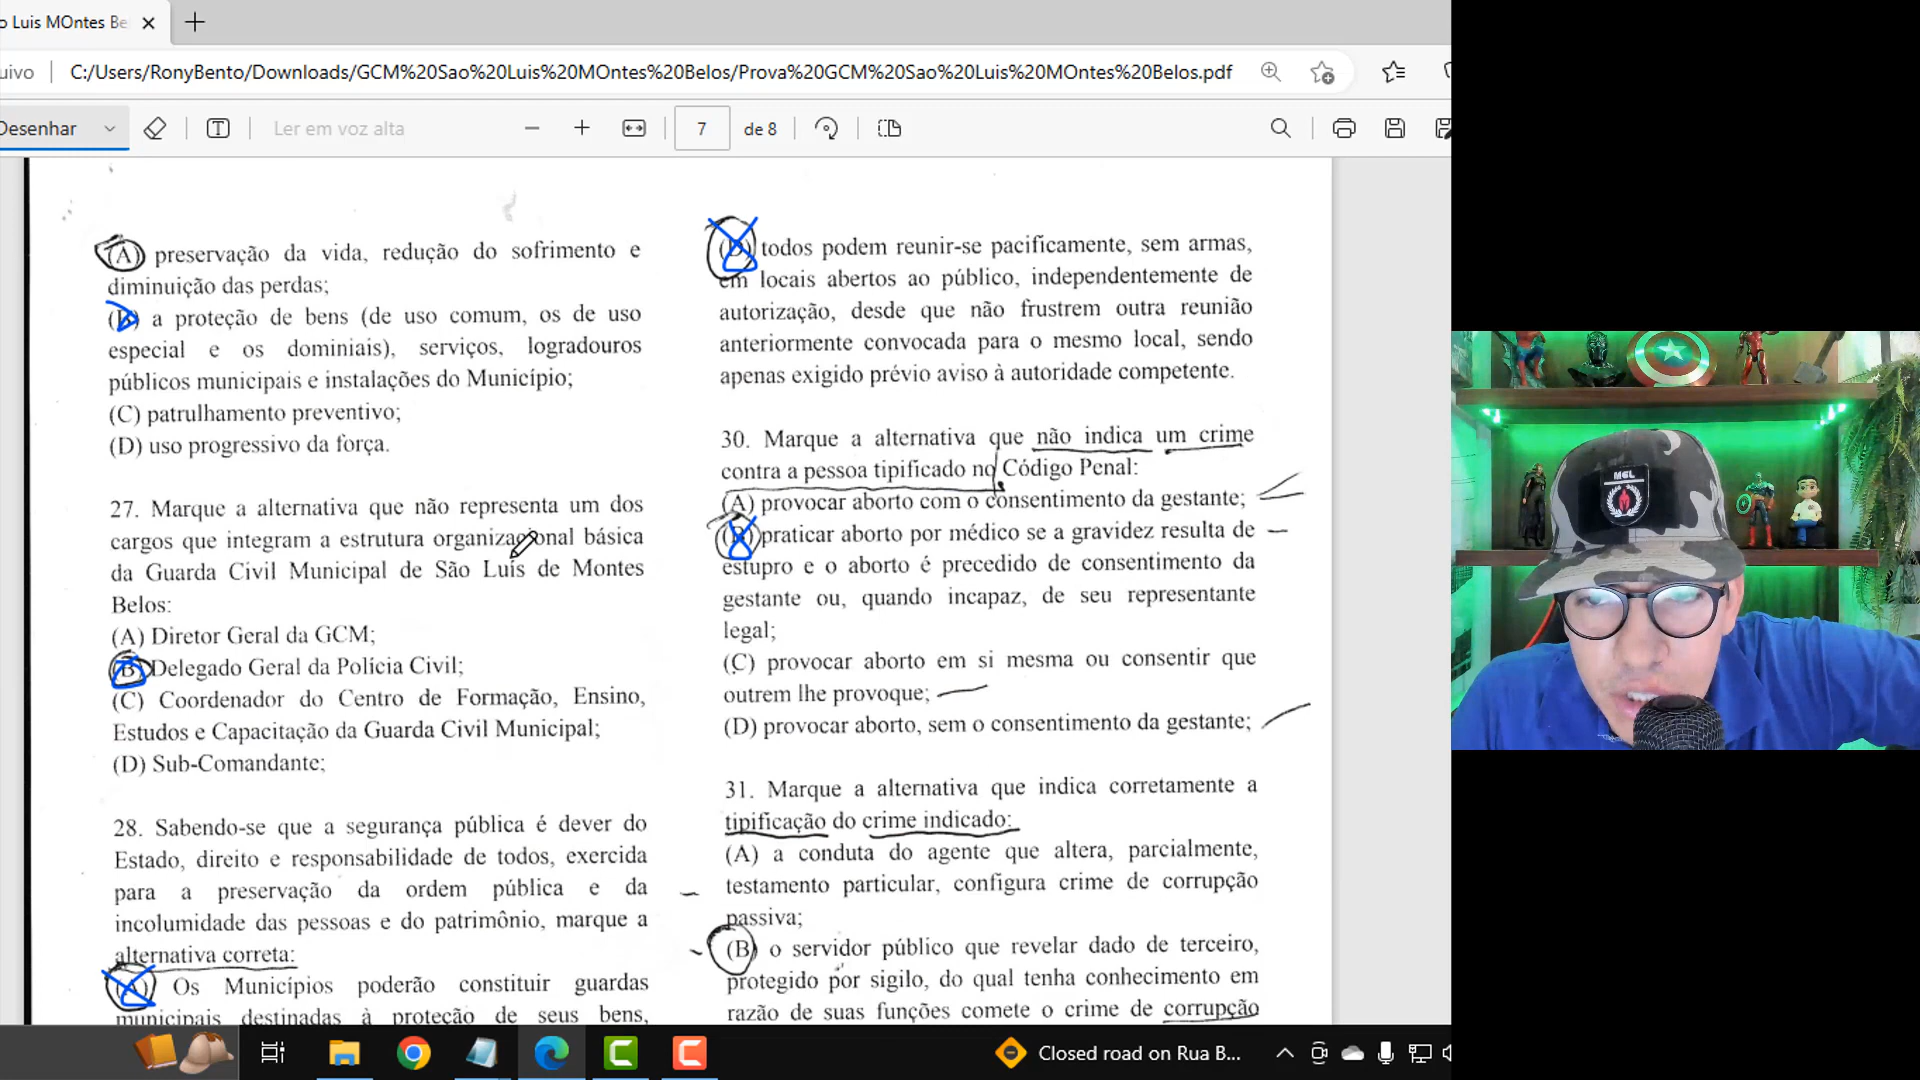 o Luis MOntes Be
uivo
C:/Users/RonyBento/Downloads/GCM%20Sao%20Luis%20MOntes%20Belos/Prova%20GCM%20Sao%20Luis%20MOntes%20Belos.pdf
Desenhar
Ler em voz alta
7
de 8
(A) preservação da vida, redução do sofrimento e
diminuição das perdas;
a proteção de bens (de uso comum, os de uso
especial e os dominiais), serviços, logradouros
públicos municipais e instalações do Município;
(C) patrulhamento preventivo;
(D) uso progressivo da força.
27. Marque a alternativa que não representa um dos
cargos que integram a estrutura organizacional básica
da Guarda Civil Municipal de São Luís de Montes
Belos:
(A) Diretor Geral da GCM;
(B) Delegado Geral da Polícia Civil;
(C) Coordenador do Centro de Formação, Ensino,
Estudos e Capacitação da Guarda Civil Municipal;
(D) Sub-Comandante;
28. Sabendo-se que a segurança pública é dever do
Estado, direito e responsabilidade de todos, exercida
para a preservação da ordem pública e da
incolumidade das pessoas e do patrimônio, marque a
alternativa correta:
(A) Os Municípios poderão constituir guardas
municipais destinadas à proteção de seus bens,
(D) todos podem reunir-se pacificamente, sem armas,
em locais abertos ao público, independentemente de
autorização, desde que não frustrem outra reunião
anteriormente convocada para o mesmo local, sendo
apenas exigido prévio aviso à autoridade competente.
30. Marque a alternativa que não indica um crime
contra a pessoa tipificado no Código Penal:
(A) provocar aborto com o consentimento da gestante;
praticar aborto por médico se a gravidez resulta de
estupro e o aborto é precedido de consentimento da
gestante ou, quando incapaz, de seu representante
legal;
(C) provocar aborto em si mesma ou consentir que
outrem lhe provoque;
(D) provocar aborto, sem o consentimento da gestante;
31. Marque a alternativa que indica corretamente a
tipificação do crime indicado:
(A) a conduta do agente que altera, parcialmente,
testamento particular, configura crime de corrupção
passiva;
(B) o servidor público que revelar dado de terceiro,
protegido por sigilo, do qual tenha conhecimento em
razão de suas funções comete o crime de corrupção
MGL
Closed road on Rua B...